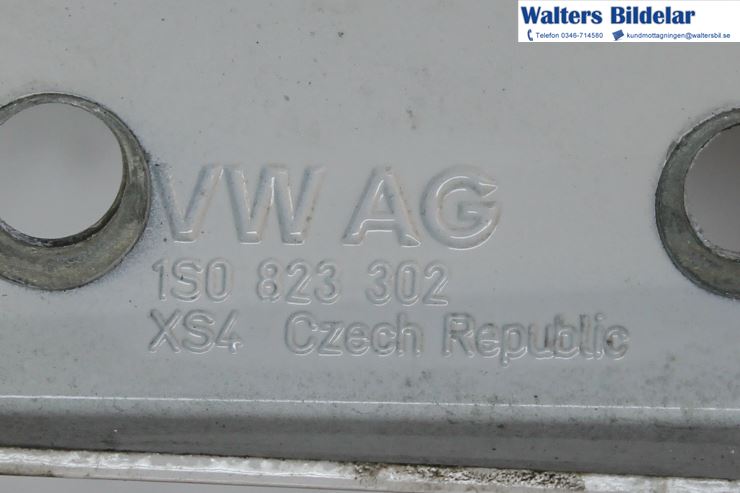 Walters Bildelar
Telefon 0346-714580 kundmottagningen@waltersbil.se
VW AG
1S0 823 302
XS4 Czech Republic